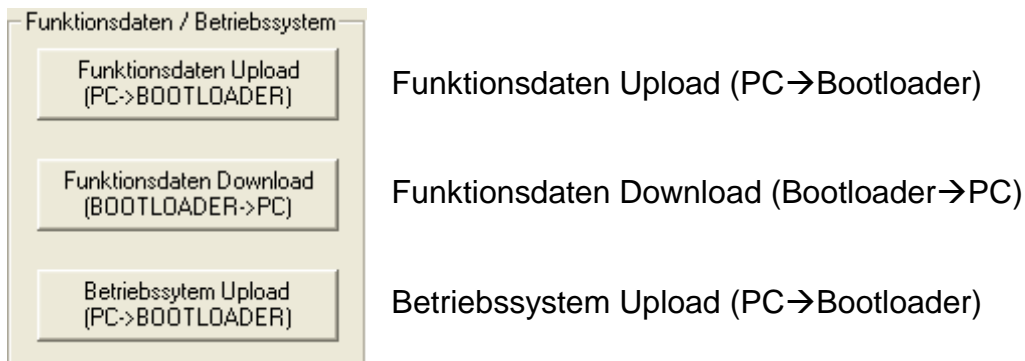 Funktionsdaten / Betriebssystem
Funktionsdaten Upload
(PC->BOOTLOADER)
Funktionsdaten Upload (PC→Bootloader)
Funktionsdaten Download
(BOOTLOADER->PC)
Funktionsdaten Download (Bootloader→PC)
Betriebssytem Upload
(PC->BOOTLOADER)
Betriebssystem Upload (PC→Bootloader)